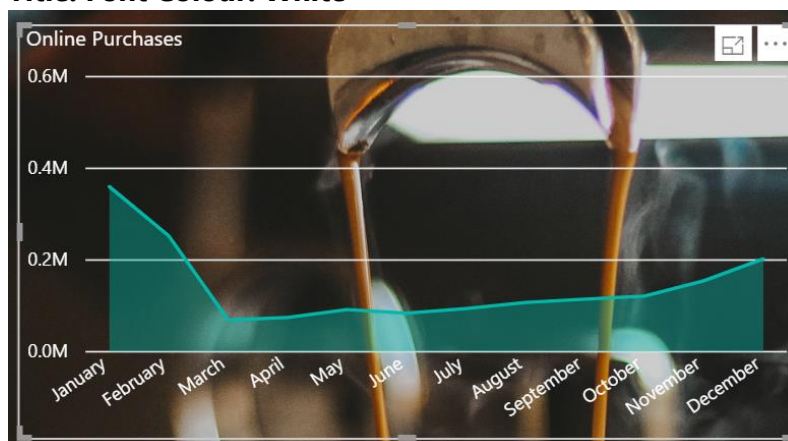 Title: Font Colour: White
Online Purchases
0.6M
0.4M
0.2M
0.0M
January
February
March
April
May
June
July
August
September
October
November
December